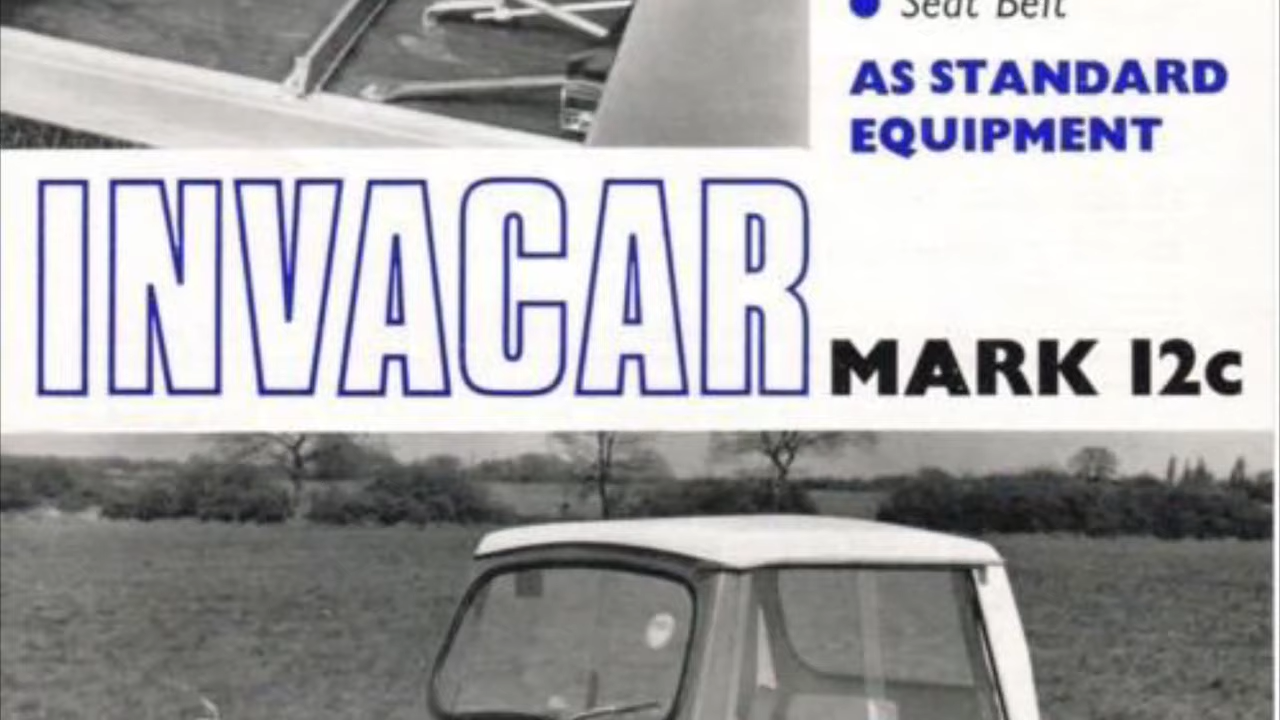 Seat Belt
AS STANDARD
EQUIPMENT
INVACAR
MARK 12c